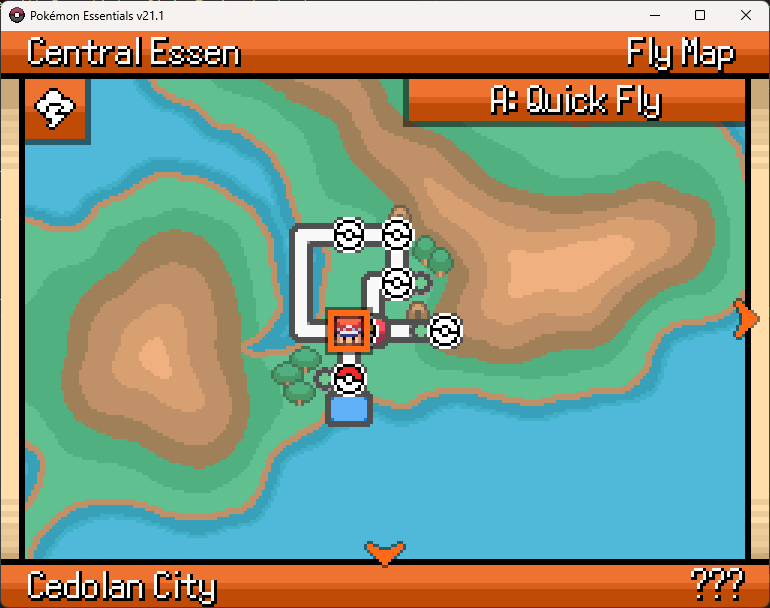 Pokémon Essentials v21.1
Central Essen
Fly Map
A: Quick Fly
Cedolan City
???